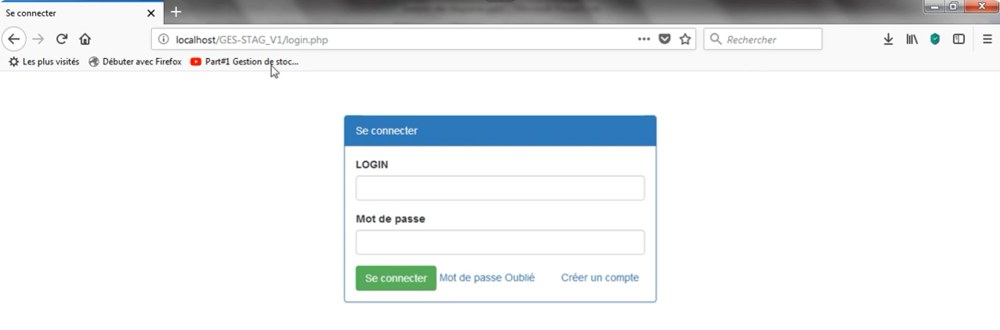 Se connecter
localhost/GES-STAG_V1/login.php
Rechercher
Les plus visités Débuter avec Firefox Part#1 Gestion de stoc...
Se connecter
LOGIN
Mot de passe
Se connecter Mot de passe Oublié Créer un compte